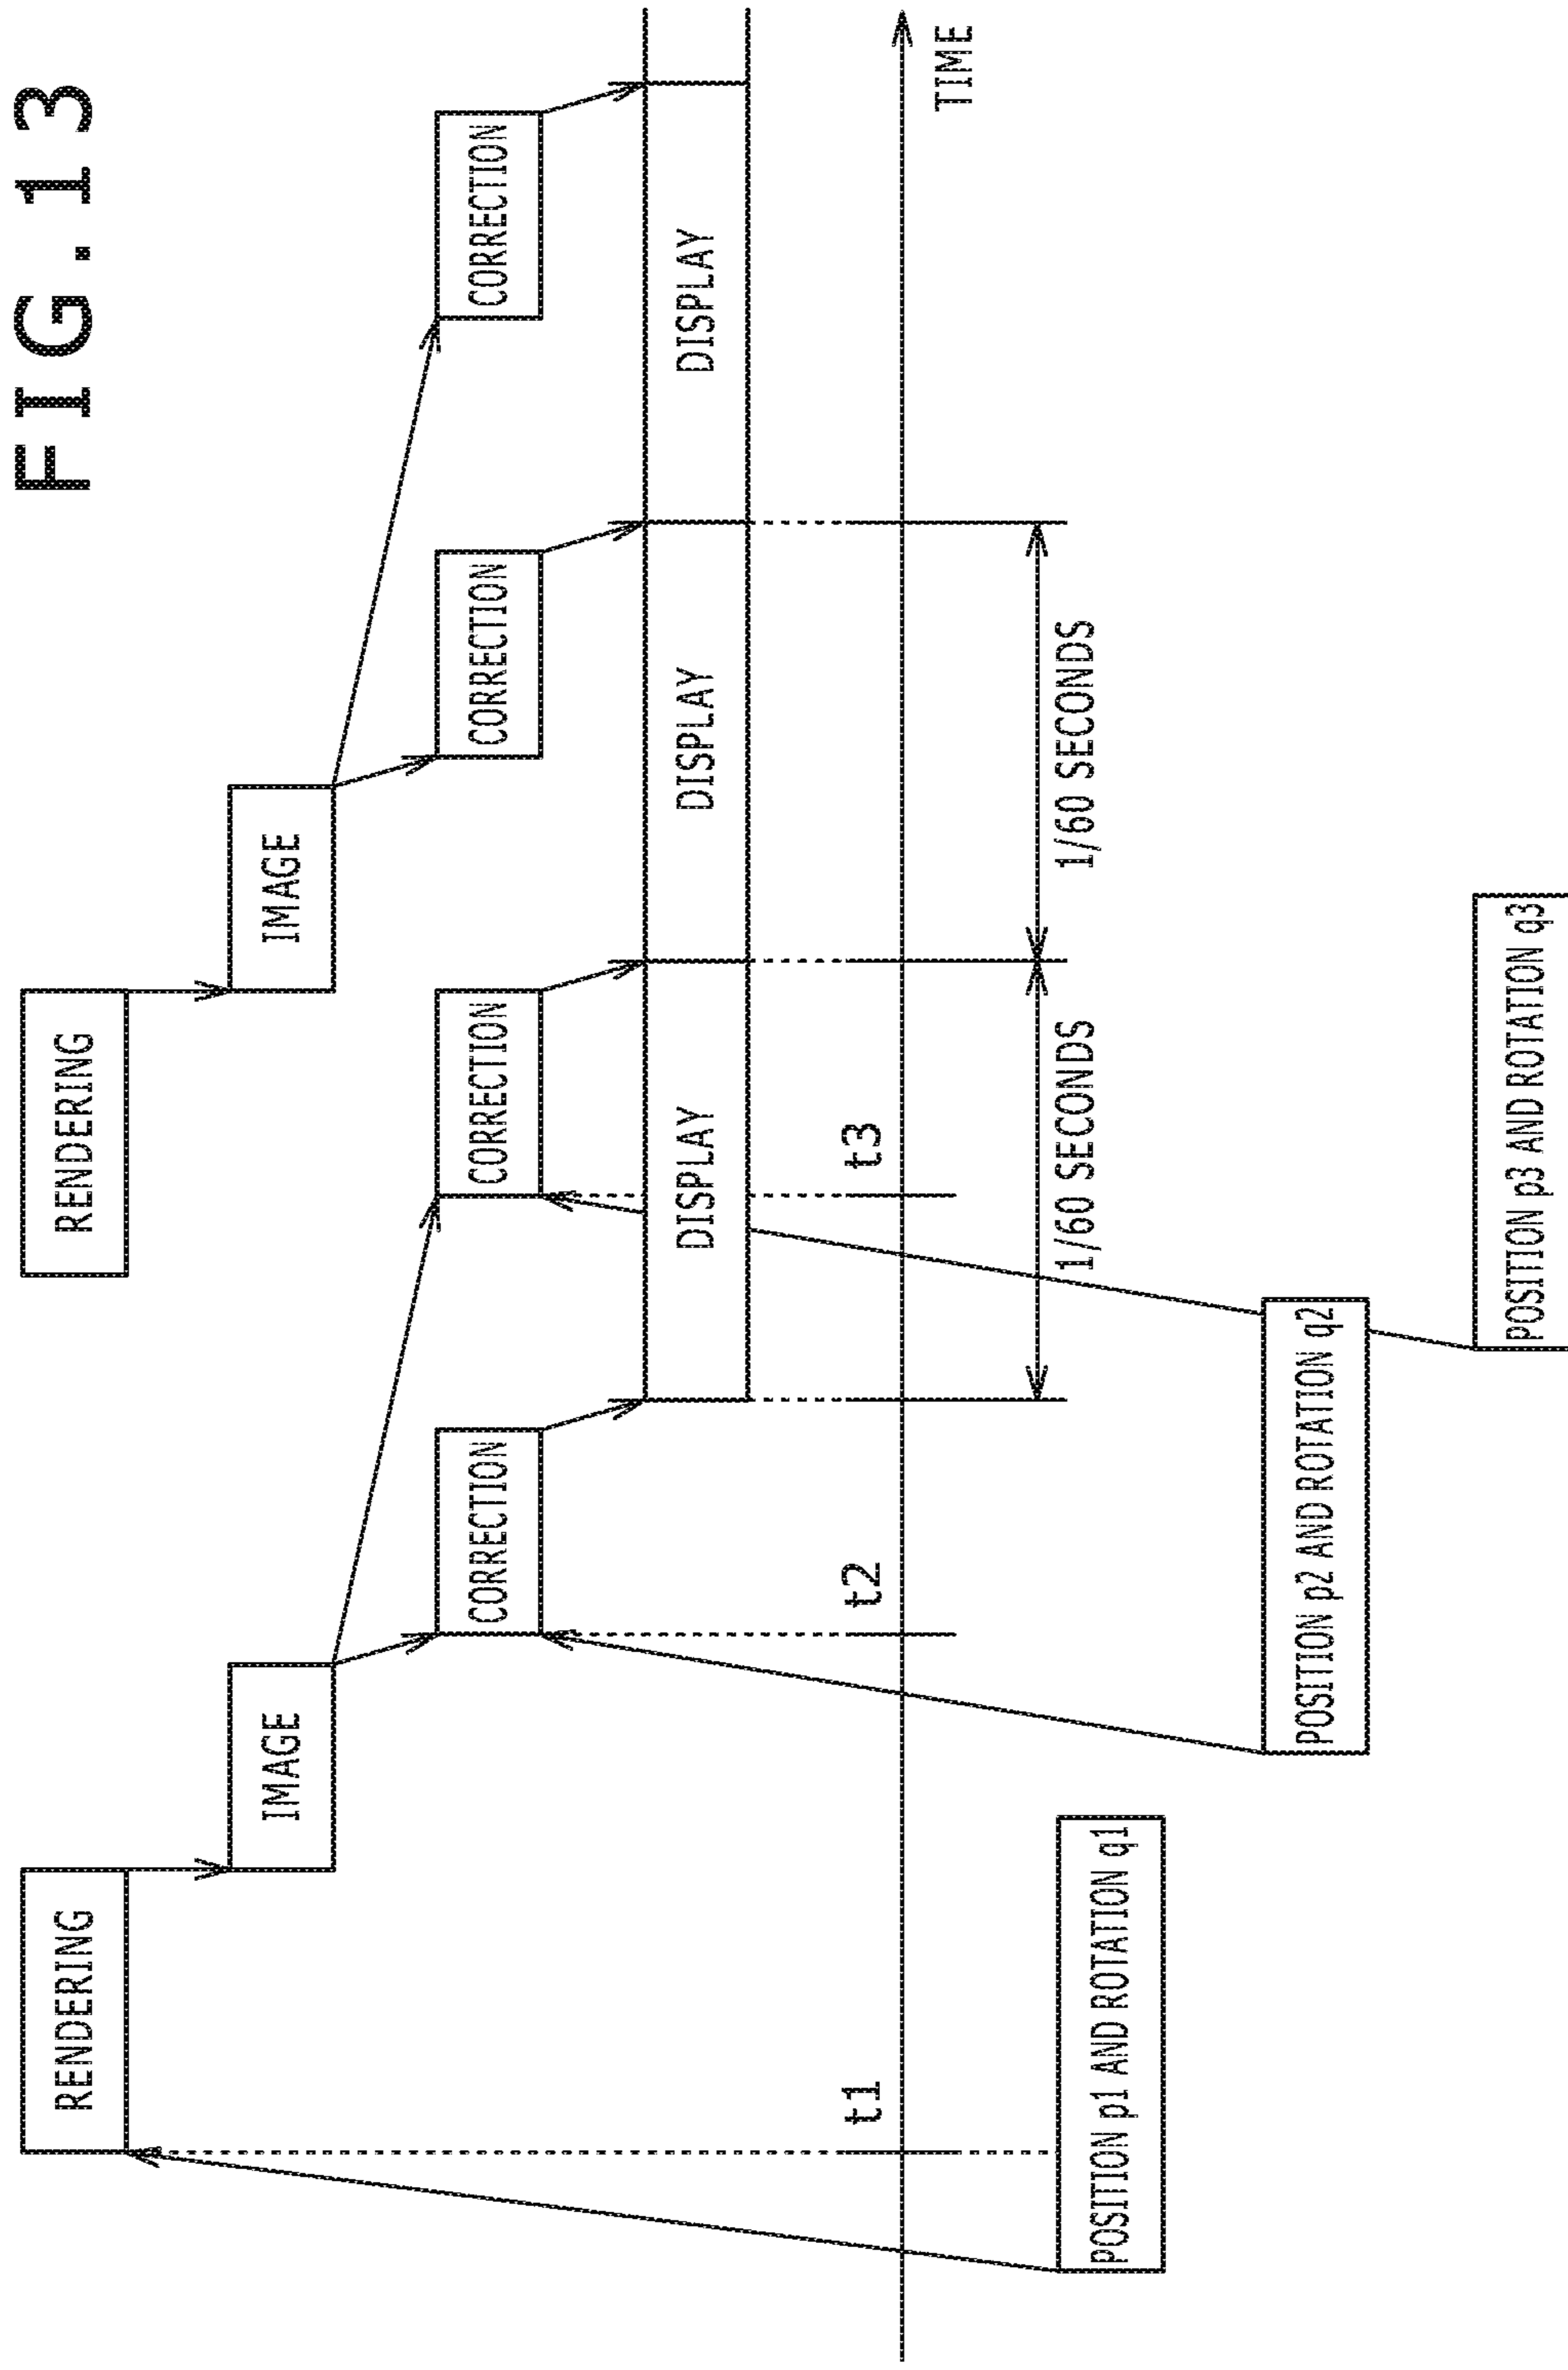 FIG.13
RENDERING
RENDERING
IMAGE
IMAGE
CORRECTION
CORRECTION
CORRECTION
CORRECTION
DISPLAY
DISPLAY
DISPLAY
t1
t2
t3
TIME
1/60 SECONDS
1/60 SECONDS
POSITION p1 AND ROTATION q1
POSITION p2 AND ROTATION q2
POSITION p3 AND ROTATION q3